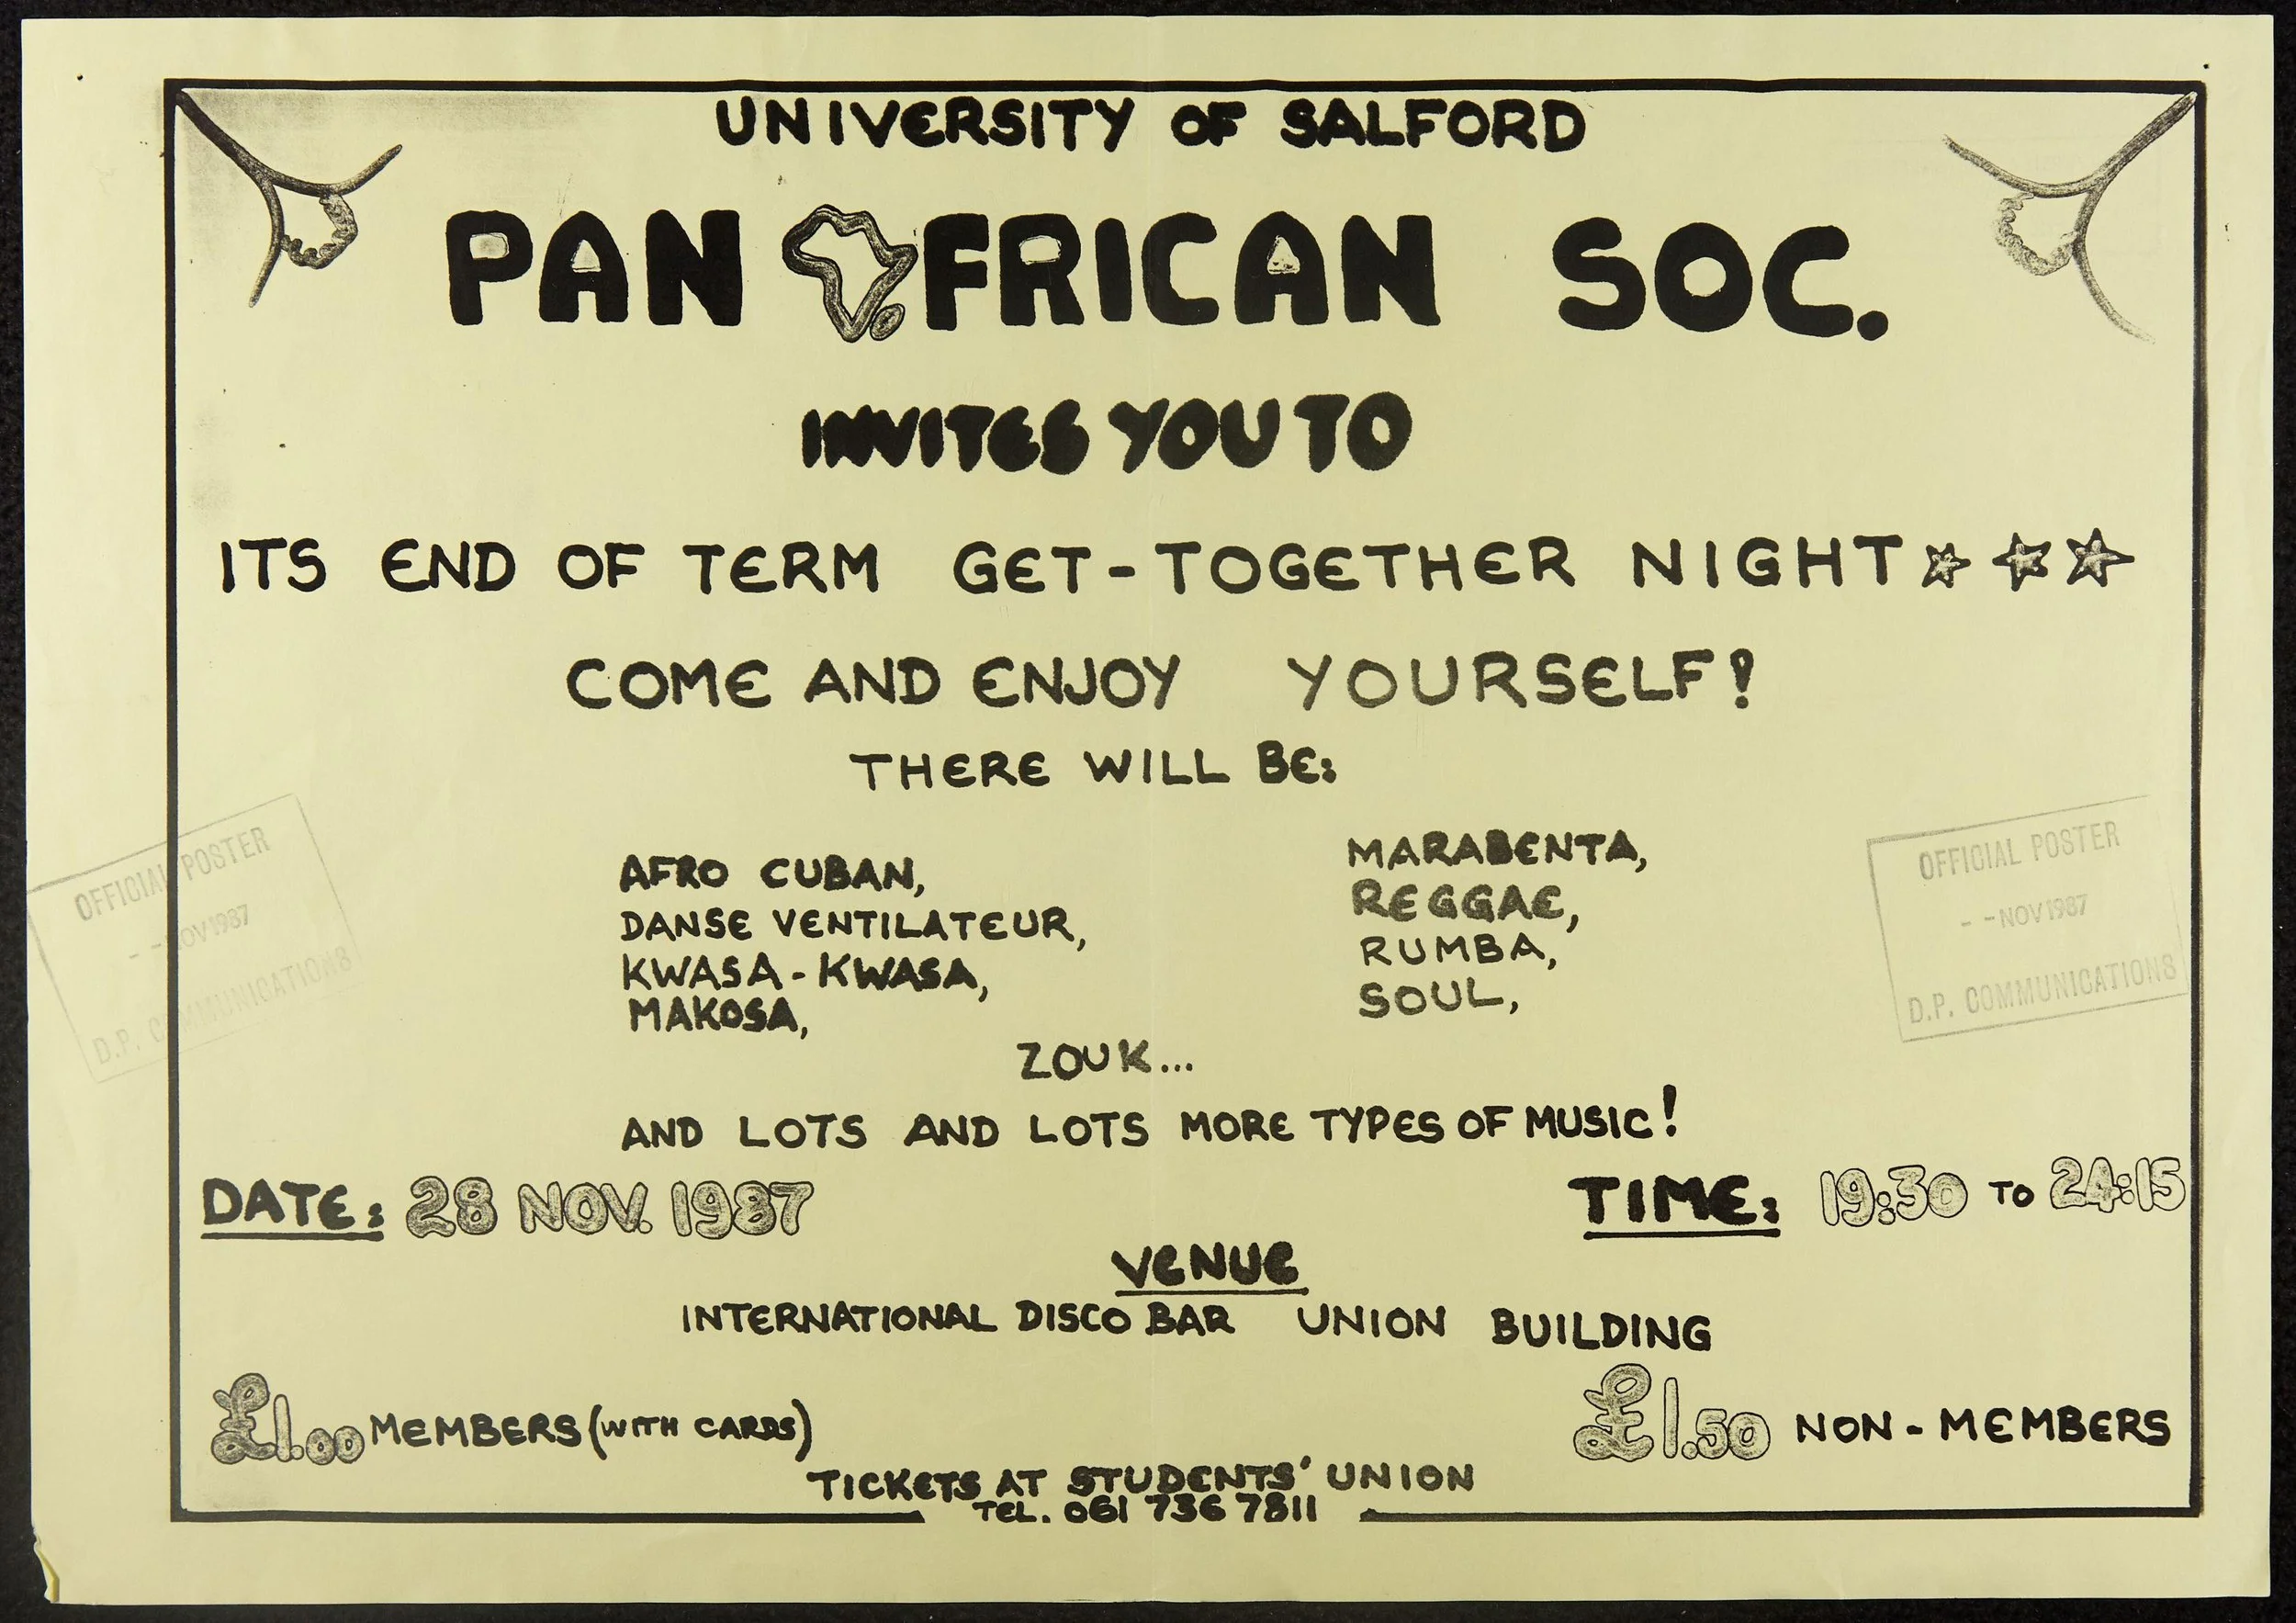 UNIVERSITY OF SALFORD
PAN AFRICAN SOC.
INVITES YOU TO
ITS END OF TERM GET-TOGETHER NIGHT
COME AND ENJOY YOURSELF!
THERE WILL BE:
AFRO CUBAN,
DANSE VENTILATEUR,
KWASA-KWASA,
MAKOSA,
MARABENTA,
REGGAE,
RUMBA,
SOUL,
ZOUK...
AND LOTS AND LOTS MORE TYPES OF MUSIC!
OFFICIAL POSTER
- - NOV 1987
D.P. COMMUNICATIONS
OFFICIAL POSTER
- - NOV 1987
D.P. COMMUNICATIONS
DATE: 28 NOV. 1987
TIME: 19:30 TO 24:15
VENUE
INTERNATIONAL DISCO BAR UNION BUILDING
£1.00 MEMBERS (WITH CARDS)
£1.50 NON-MEMBERS
TICKETS AT STUDENTS' UNION
TEL. 061 736 7811